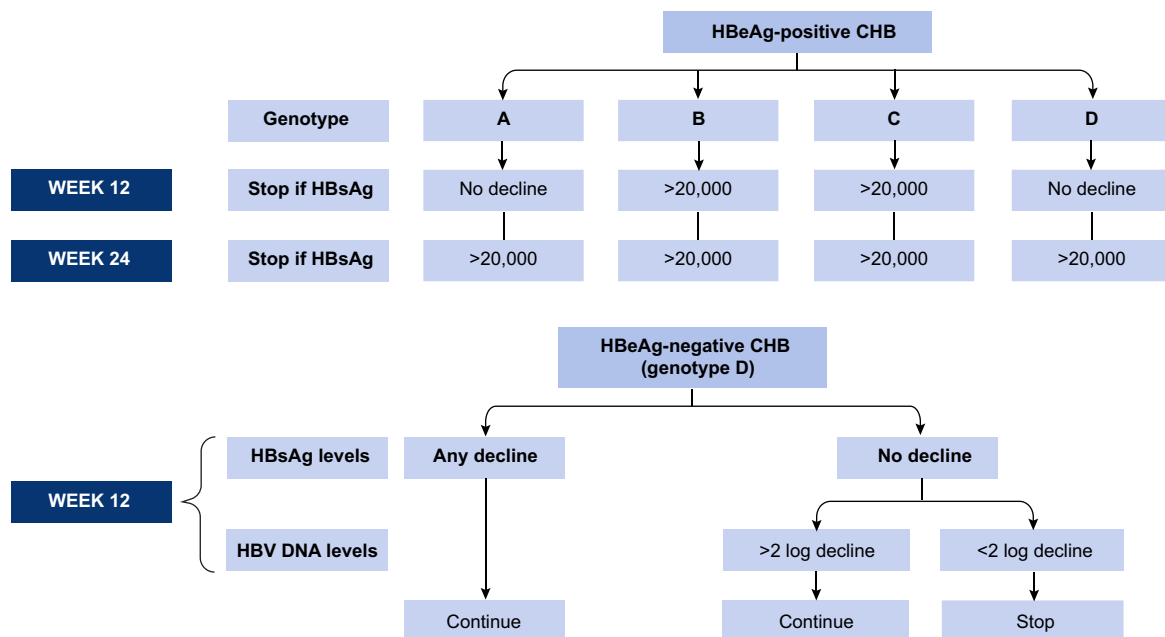 HBeAg-positive CHB
Genotype A B C D
WEEK 12 Stop if HBsAg No decline >20,000 >20,000 No decline
WEEK 24 Stop if HBsAg >20,000 >20,000 >20,000 >20,000
HBeAg-negative CHB
(genotype D)
HBsAg levels Any decline No decline
WEEK 12
HBV DNA levels >2 log decline <2 log decline
Continue Continue Stop